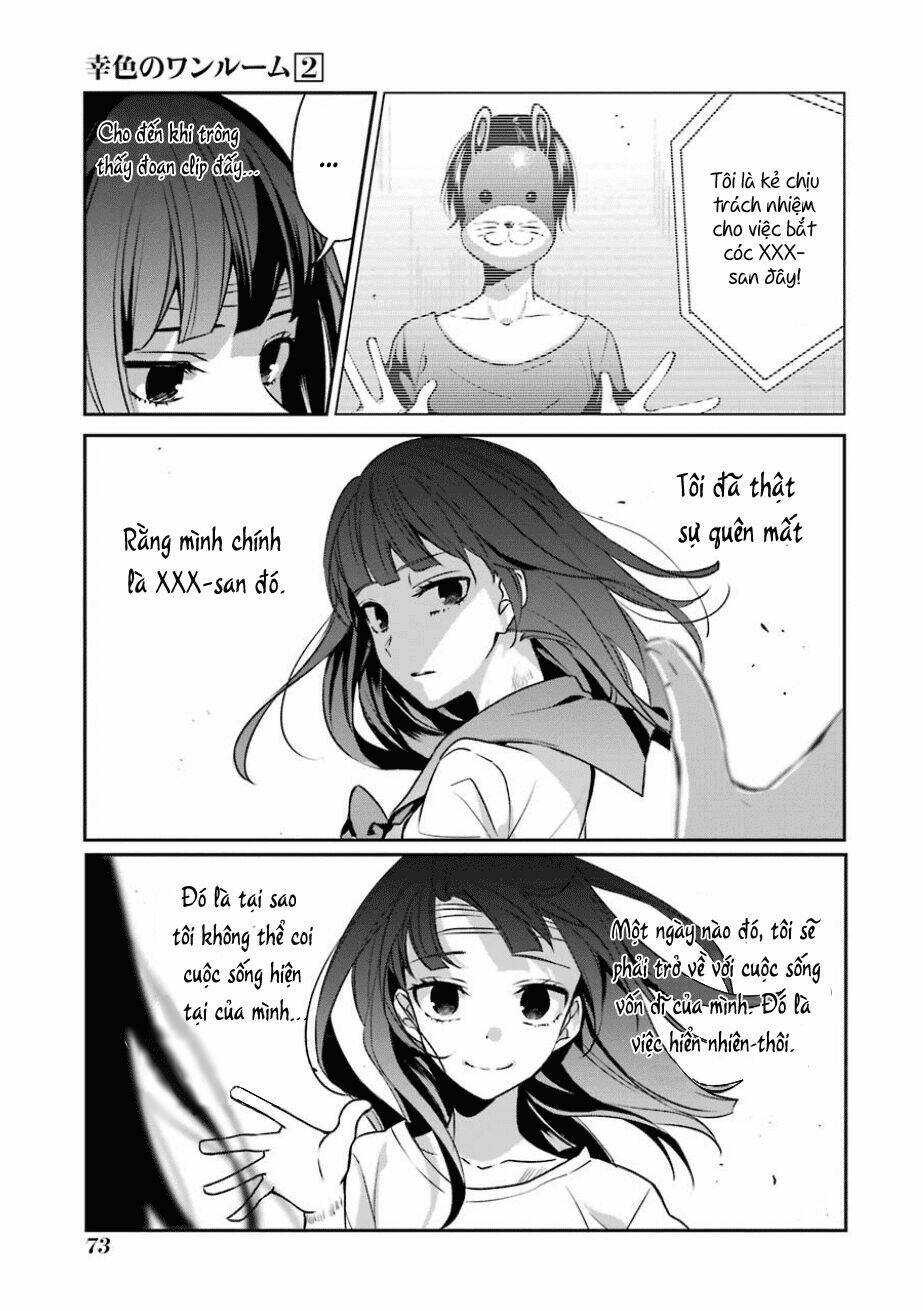 幸色のワンルーム2
Tôi là kẻ chịu
trách nhiệm
cho việc bắt
cóc XXX-
san đây!
...
Cho đến khi trông
thấy đoạn clip đấy...
Tôi đã thật
sự quên mất
Rằng mình chính
là XXX-san đó.
Một ngày nào đó, tôi sẽ
phải trở về với cuộc sống
vốn dĩ của mình. Đó là
việc hiển nhiên-thôi.
Đó là tại sao
tôi không thể coi
cuộc sống hiện
tại của mình...
73